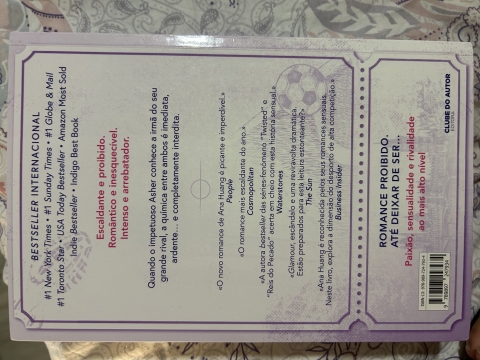 BESTSELLER INTERNACIONAL
#1 New York Times • #1 Sunday Times • #1 Globe & Mail
#1 Toronto Star • USA Today Bestseller • Amazon Most Sold
Indie Bestseller • Indigo Best Book
Escaldante e proibido.
Romântico e inesquecível.
Intenso e arrebatador.
Quando o impetuoso Asher conhece a irmã do seu
grande rival, a química entre ambos é imediata,
ardente... e completamente interdita.
«O novo romance de Ana Huang é picante e imperdível.»
People
«O romance mais escaldante do ano.»
Cosmopolitan
«A autora bestseller das séries-fenómeno "Twisted" e
"Reis do Pecado" acerta em cheio com esta história sensual.»
Waterstones
«Glamour, escândalo e uma reviravolta dramática.
Estão preparados para esta leitura estonteante?»
The Sun
«Ana Huang é reconhecida pelos seus romances sensuais.
Neste livro, explora a dimensão do desporto de alta competição.»
Business Insider
ROMANCE PROIBIDO.
ATÉ DEIXAR DE SER...
Paixão, sensualidade e rivalidade
ao mais alto nível
CLUBE DO AUTOR
EDITORA